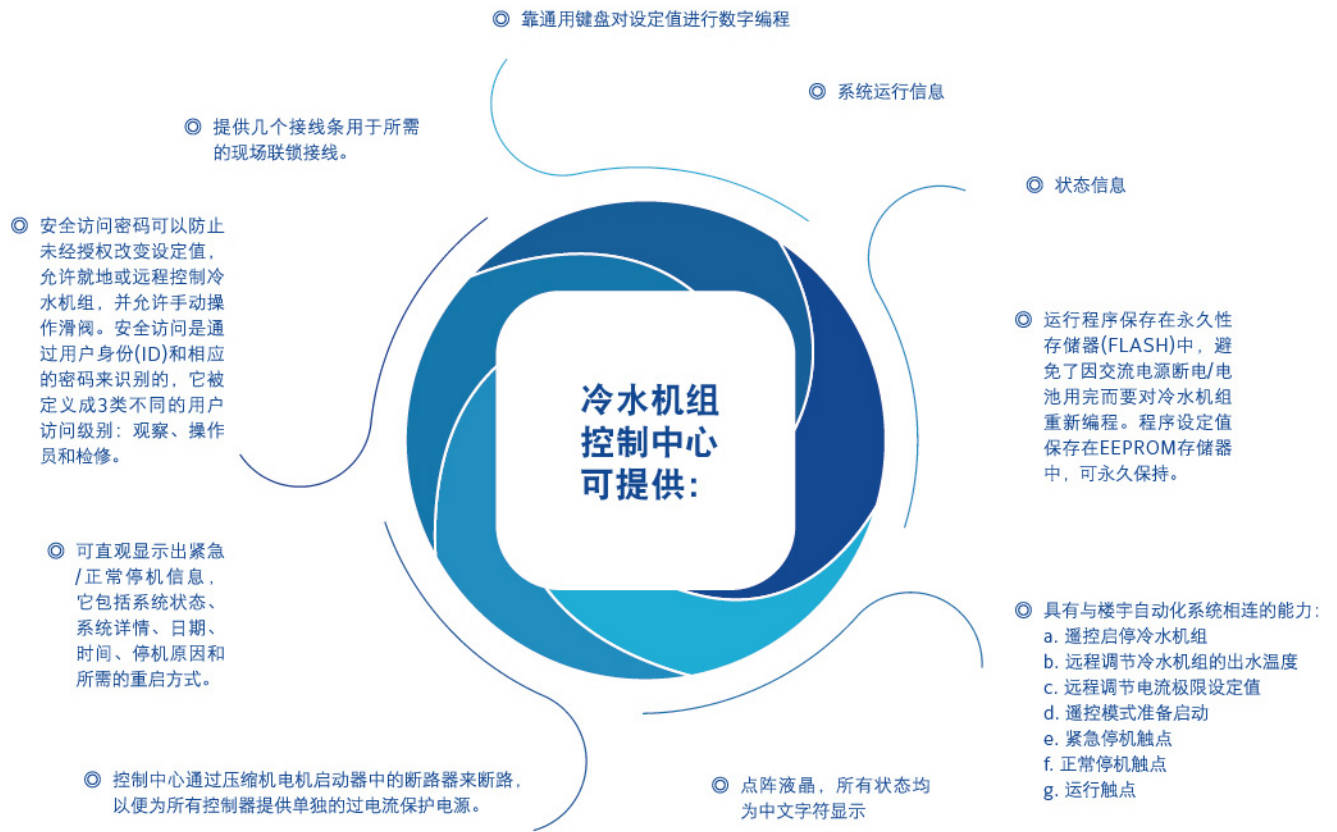 ◎ 靠通用键盘对设定值进行数字编程
◎ 系统运行信息
◎ 提供几个接线条用于所需
的现场联锁接线。
◎ 状态信息
◎ 安全访问密码可以防止
未经授权改变设定值，
允许就地或远程控制冷
水机组，并允许手动操
作滑阀。安全访问是通
过用户身份(ID)和相应
的密码来识别的，它被
定义成3类不同的用户
访问级别：观察、操作
员和检修。
◎ 运行程序保存在永久性
存储器(FLASH)中，避
免了因交流电源断电/电
池用完而要对冷水机组
重新编程。程序设定值
保存在EEPROM存储器
中，可永久保持。
冷水机组
控制中心
可提供：
◎ 可直观显示出紧急
/正常停机信息，
它包括系统状态、
系统详情、日期、
时间、停机原因和
所需的重启方式。
◎ 具有与楼宇自动化系统相连的能力：
a. 遥控启停冷水机组
b. 远程调节冷水机组的出水温度
c. 远程调节电流极限设定值
d. 遥控模式准备启动
e. 紧急停机触点
f. 正常停机触点
g. 运行触点
◎ 控制中心通过压缩机电机启动器中的断路器来断路，
以便为所有控制器提供单独的过电流保护电源。
◎ 点阵液晶，所有状态均
为中文字符显示